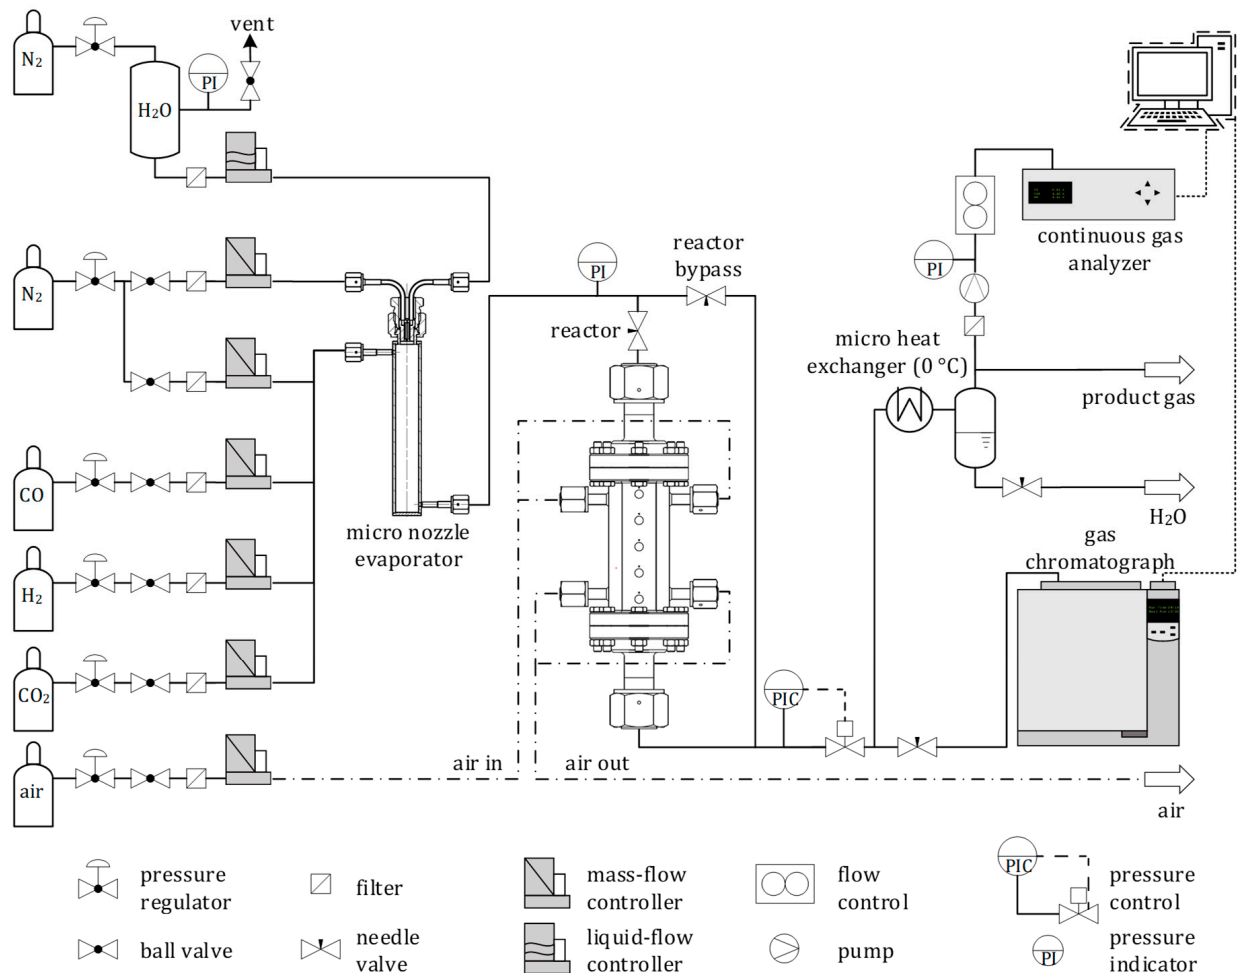 vent
N2
PI
H2O
N2
PI
reactor
bypass
reactor
continuous gas
analyzer
PI
micro heat
exchanger (0 °C)
product gas
CO
micro nozzle
evaporator
H2O
gas
chromatograph
H2
CO2
PIC
air
air in
air out
air
pressure
regulator
filter
mass-flow
controller
flow
control
PIC
pressure
control
ball valve
needle
valve
liquid-flow
controller
pump
PI
pressure
indicator